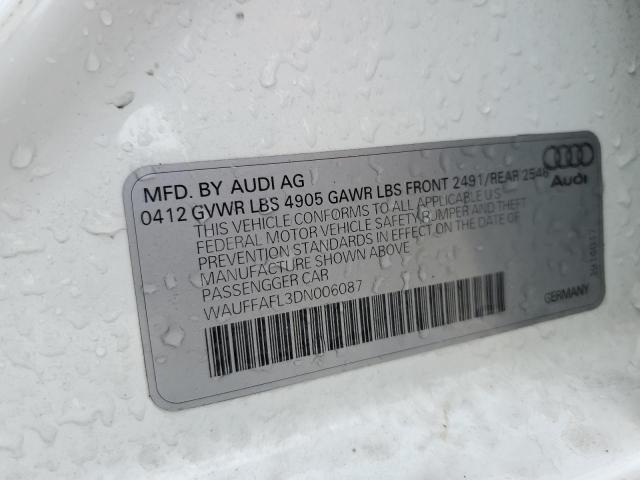 MFD. BY AUDI AG
0412 GVWR LBS 4905 GAWR LBS FRONT 2491/REAR 2546
THIS VEHICLE CONFORMS TO ALL APPLICABLE U.S
FEDERAL MOTOR VEHICLE SAFETY BUMPER AND THEFT
PREVENTION STANDARDS IN EFFECT ON THE DATE OF
MANUFACTURE SHOWN ABOVE
PASSENGER CAR
WAUFFAFL3DN006087
Audi
GERMANY